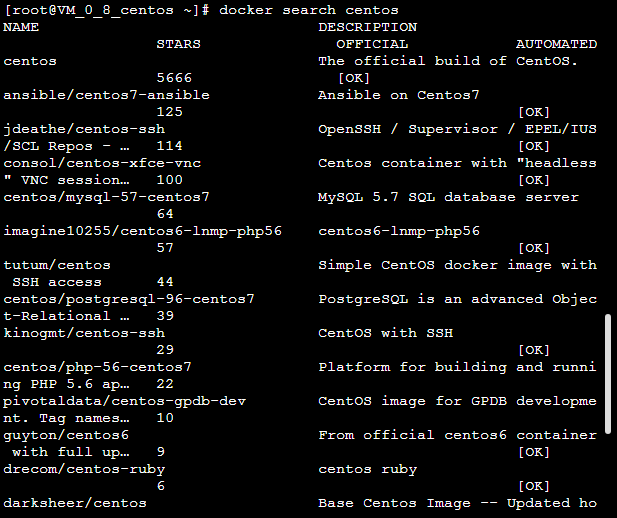 [root@VM_0_8_centos ~]# docker search centos
NAME DESCRIPTION
STARS OFFICIAL AUTOMATED
centos The official build of CentOS.
5666 [OK]
ansible/centos7-ansible Ansible on Centos7
125 [OK]
jdeathe/centos-ssh OpenSSH / Supervisor / EPEL/IUS
/SCL Repos - … 114 [OK]
consol/centos-xfce-vnc Centos container with "headless
" VNC session… 100 [OK]
centos/mysql-57-centos7 MySQL 5.7 SQL database server
64
imagine10255/centos6-lnmp-php56 centos6-lnmp-php56
57 [OK]
tutum/centos Simple CentOS docker image with
SSH access 44
centos/postgresql-96-centos7 PostgreSQL is an advanced Objec
t-Relational … 39
kinogmt/centos-ssh CentOS with SSH
29 [OK]
centos/php-56-centos7 Platform for building and runni
ng PHP 5.6 ap… 22
pivotaldata/centos-gpdb-dev CentOS image for GPDB developme
nt. Tag names… 10
guyton/centos6 From official centos6 container
with full up… 9 [OK]
drecom/centos-ruby centos ruby
6 [OK]
darksheer/centos Base Centos Image -- Updated ho